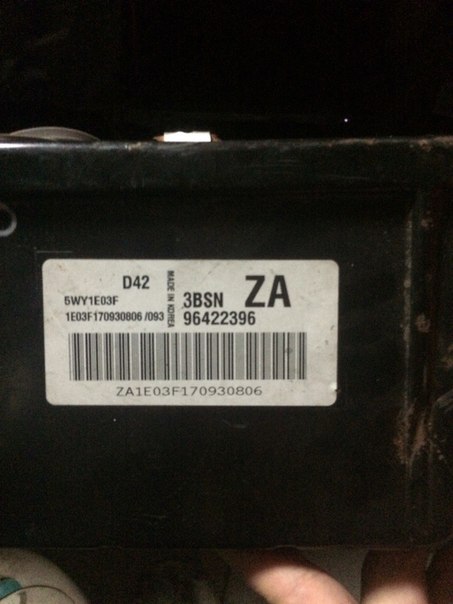 D42
5WY1E03F
1E03F170930806 /093
MADE IN KOREA
3BSN ZA
96422396
ZA1E03F170930806